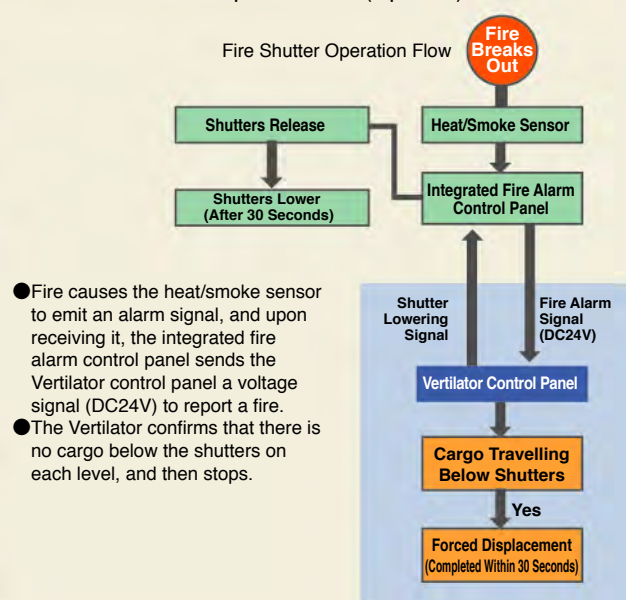 Fire Shutter Operation Flow
Fire
Breaks
Out
Shutters Release
Heat/Smoke Sensor
Shutters Lower
(After 30 Seconds)
Integrated Fire Alarm
Control Panel
●Fire causes the heat/smoke sensor
to emit an alarm signal, and upon
receiving it, the integrated fire
alarm control panel sends the
Vertilator control panel a voltage
signal (DC24V) to report a fire.
●The Vertilator confirms that there is
no cargo below the shutters on
each level, and then stops.
Shutter
Lowering
Signal
Fire Alarm
Signal
(DC24V)
Vertilator Control Panel
Cargo Travelling
Below Shutters
Yes
Forced Displacement
(Completed Within 30 Seconds)